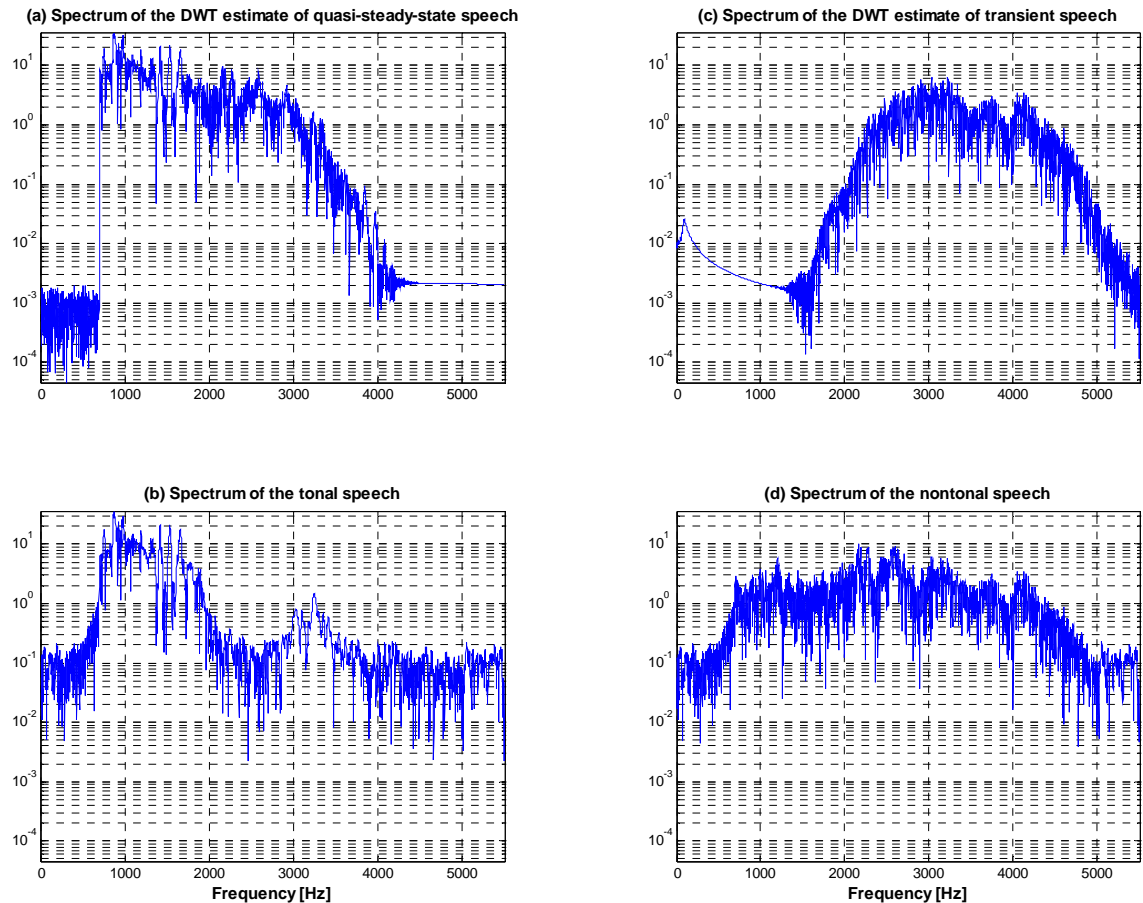 (a) Spectrum of the DWT estimate of quasi-steady-state speech
10^1
10^0
10^-1
10^-2
10^-3
10^-4
0 1000 2000 3000 4000 5000
(c) Spectrum of the DWT estimate of transient speech
10^1
10^0
10^-1
10^-2
10^-3
10^-4
0 1000 2000 3000 4000 5000
(b) Spectrum of the tonal speech
10^1
10^0
10^-1
10^-2
10^-3
10^-4
0 1000 2000 3000 4000 5000
Frequency [Hz]
(d) Spectrum of the nontonal speech
10^1
10^0
10^-1
10^-2
10^-3
10^-4
0 1000 2000 3000 4000 5000
Frequency [Hz]